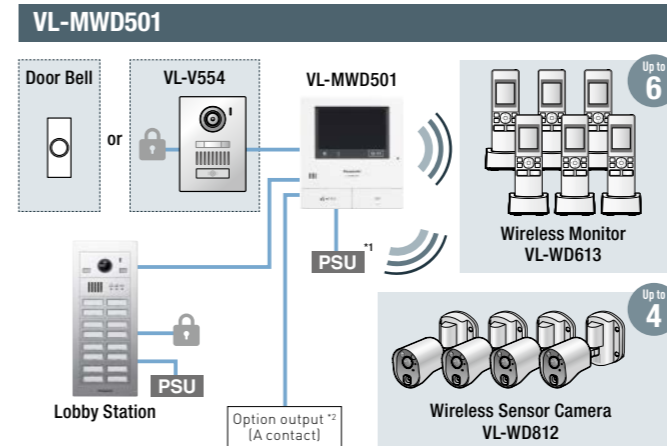 VL-MWD501
Door Bell
or
VL-V554
VL-MWD501
Up to
6
Wireless Monitor
VL-WD613
PSU *1
Up to
4
Wireless Sensor Camera
VL-WD812
PSU
Lobby Station
Option output *2
(A contact)